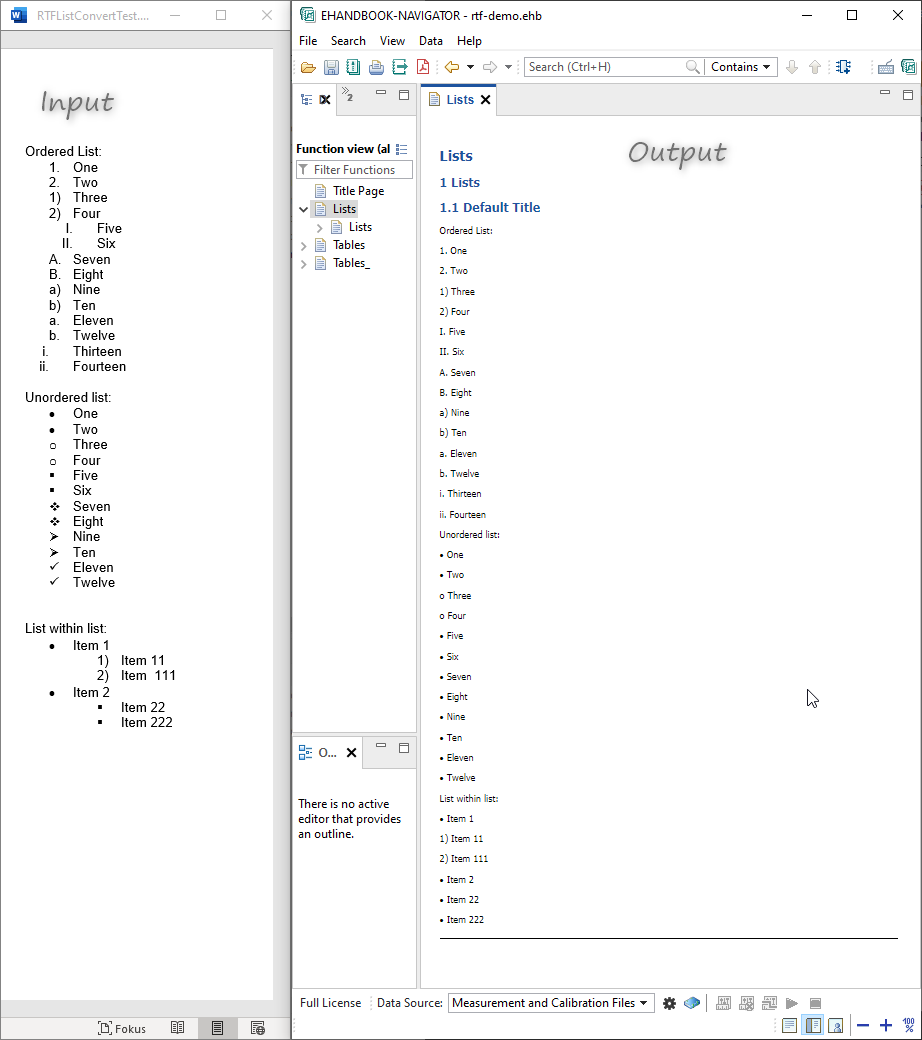 RTFListConvertTest....
Input
Ordered List:
1. One
2. Two
1) Three
2) Four
I. Five
II. Six
A. Seven
B. Eight
a) Nine
b) Ten
a. Eleven
b. Twelve
i. Thirteen
ii. Fourteen
Unordered list:
• One
• Two
o Three
o Four
▪ Five
▪ Six
❖ Seven
❖ Eight
➢ Nine
➢ Ten
✓ Eleven
✓ Twelve
List within list:
• Item 1
1) Item 11
2) Item 111
• Item 2
▪ Item 22
▪ Item 222
Fokus
EHANDBOOK-NAVIGATOR - rtf-demo.ehb
File Search View Data Help
Search (Ctrl+H) Contains
2
Function view (al
Filter Functions
Title Page
Lists
Lists
Tables
Tables_
O...
There is no active
editor that provides
an outline.
Lists
Output
Lists
1 Lists
1.1 Default Title
Ordered List:
1. One
2. Two
1) Three
2) Four
I. Five
II. Six
A. Seven
B. Eight
a) Nine
b) Ten
a. Eleven
b. Twelve
i. Thirteen
ii. Fourteen
Unordered list:
• One
• Two
o Three
o Four
• Five
• Six
• Seven
• Eight
• Nine
• Ten
• Eleven
• Twelve
List within list:
• Item 1
1) Item 11
2) Item 111
• Item 2
• Item 22
• Item 222
Full License Data Source: Measurement and Calibration Files
100
%